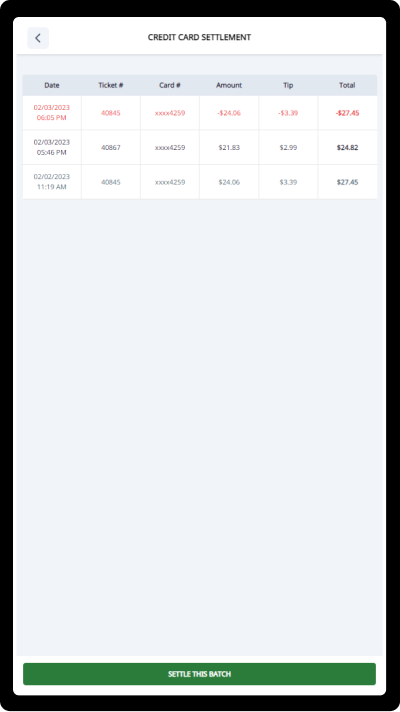 CREDIT CARD SETTLEMENT
Date Ticket # Card # Amount Tip Total
02/03/2023 06:05 PM 40845 xxxx4259 -$24.06 -$3.39 -$27.45
02/03/2023 05:46 PM 40867 xxxx4259 $21.83 $2.99 $24.82
02/02/2023 11:19 AM 40845 xxxx4259 $24.06 $3.39 $27.45
SETTLE THIS BATCH